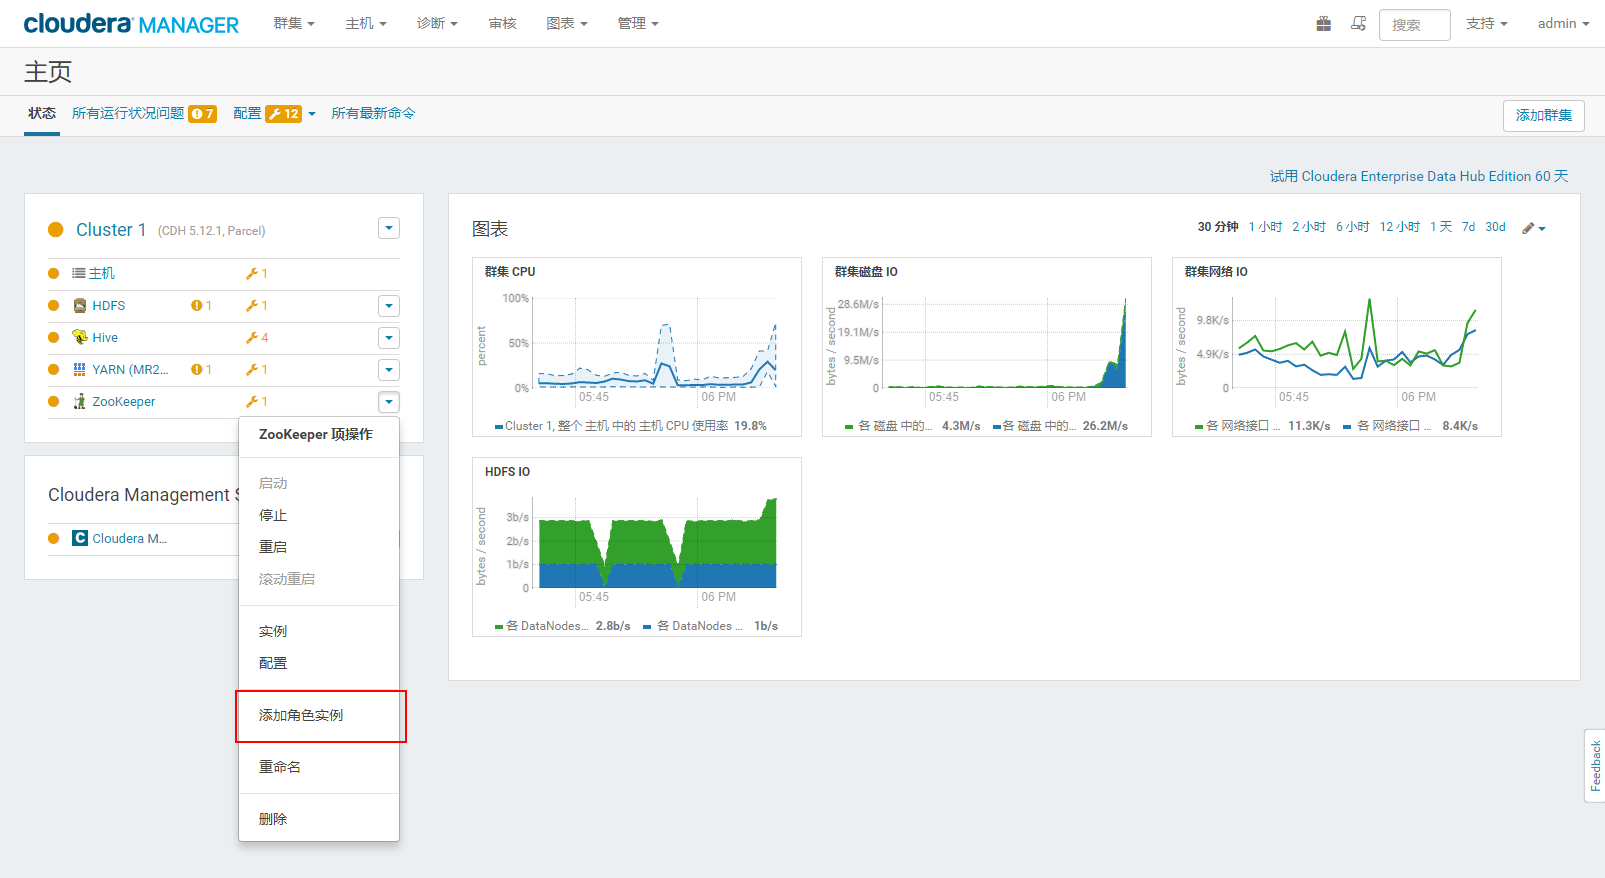 cloudera MANAGER 群集 主机 诊断 审核 图表 管理 搜索 支持 admin
主页
状态 所有运行状况问题 7 配置 12 所有最新命令 添加群集
试用 Cloudera Enterprise Data Hub Edition 60 天
Cluster 1 (CDH 5.12.1, Parcel)
主机 1
HDFS 1 1
Hive 4
YARN (MR2... 1 1
ZooKeeper 1
ZooKeeper 项操作
启动
停止
重启
滚动重启
实例
配置
添加角色实例
重命名
删除
Cloudera Management S
C Cloudera M...
图表
30 分钟 1 小时 2 小时 6 小时 12 小时 1 天 7d 30d
群集 CPU
percent
100%
50%
0%
05:45 06 PM
Cluster 1, 整个 主机 中的 主机 CPU 使用率 19.8%
群集磁盘 IO
bytes / second
28.6M/s
19.1M/s
9.5M/s
0
05:45 06 PM
各 磁盘 中的... 4.3M/s 各 磁盘 中的... 26.2M/s
群集网络 IO
bytes / second
9.8K/s
4.9K/s
0
05:45 06 PM
各 网络接口 ... 11.3K/s 各 网络接口 ... 8.4K/s
HDFS IO
bytes / second
3b/s
2b/s
1b/s
0
05:45 06 PM
各 DataNodes... 2.8b/s 各 DataNodes ... 1b/s
Feedback